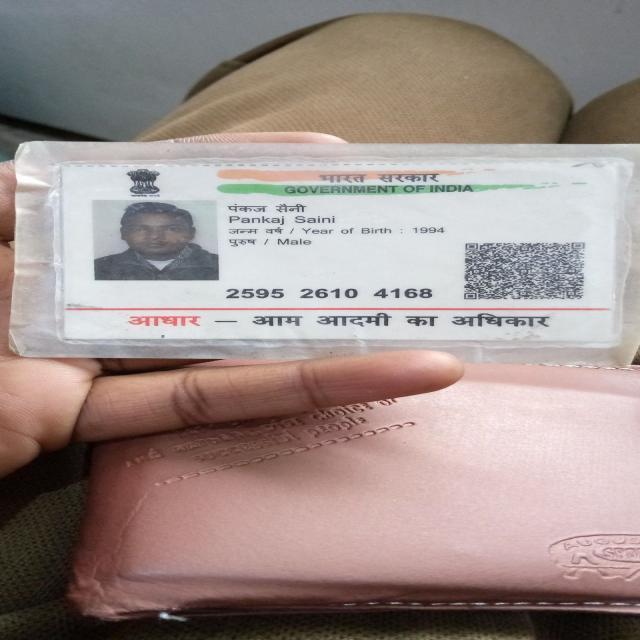 भारत सरकार
GOVERNMENT OF INDIA
पंकज सैनी
Pankaj Saini
जन्म वर्ष / Year of Birth : 1994
पुरुष / Male
2595 2610 4168
आधार — आम आदमी का अधिकार